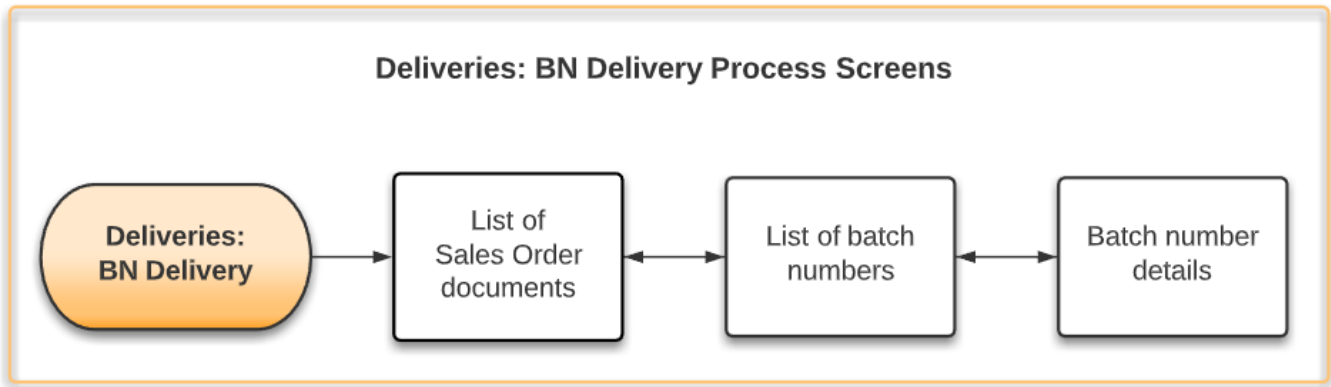 Deliveries: BN Delivery Process Screens
Deliveries:
BN Delivery
List of
Sales Order
documents
List of batch
numbers
Batch number
details